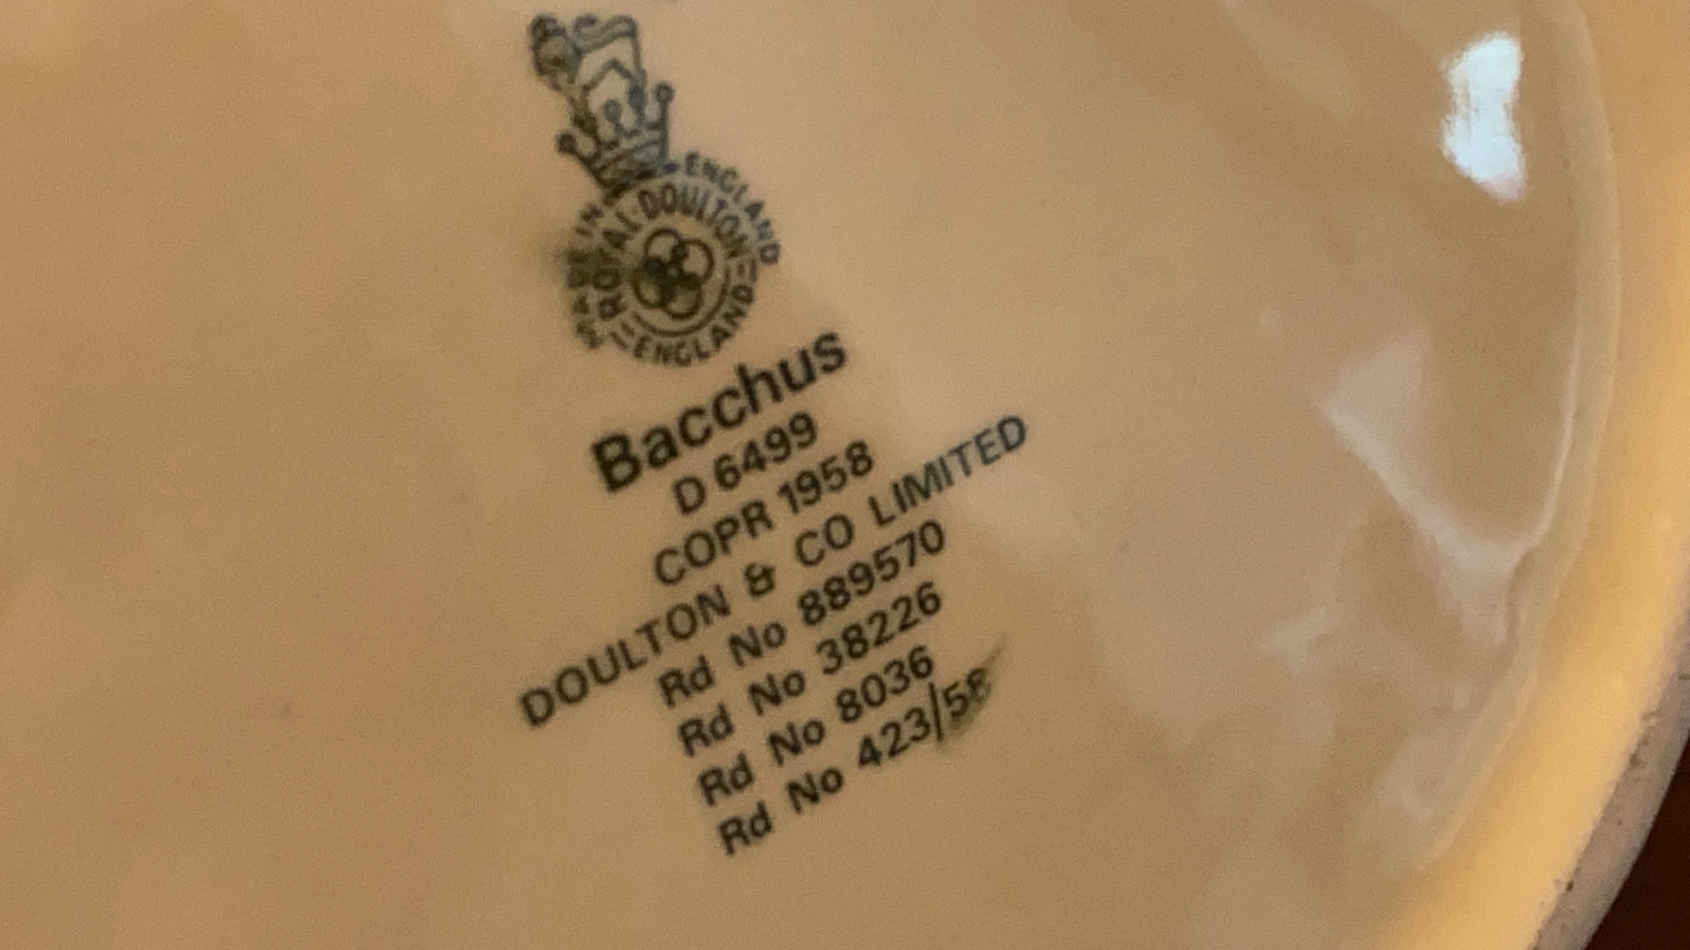 MADE IN ENGLAND
ROYAL·DOULTON
ENGLAND
Bacchus
D 6499
COPR 1958
DOULTON & CO LIMITED
Rd No 889570
Rd No 38226
Rd No 8036
Rd No 423/58